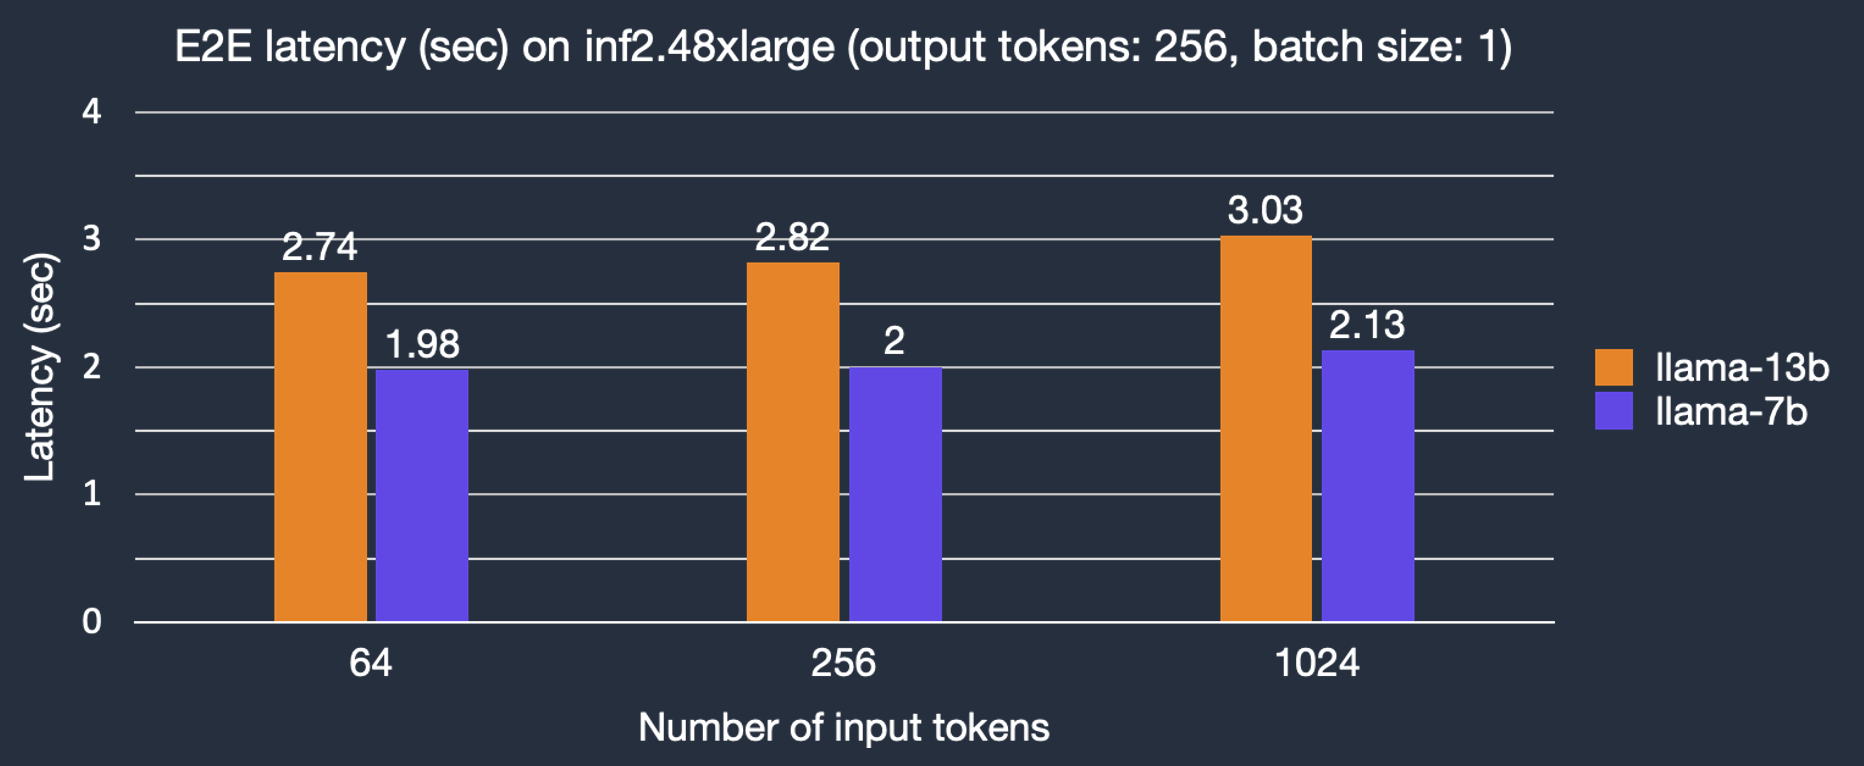 E2E latency (sec) on inf2.48xlarge (output tokens: 256, batch size: 1)
4
3
2
1
0
Latency (sec)
2.74
1.98
2.82
2
3.03
2.13
64
256
1024
Number of input tokens
llama-13b
llama-7b